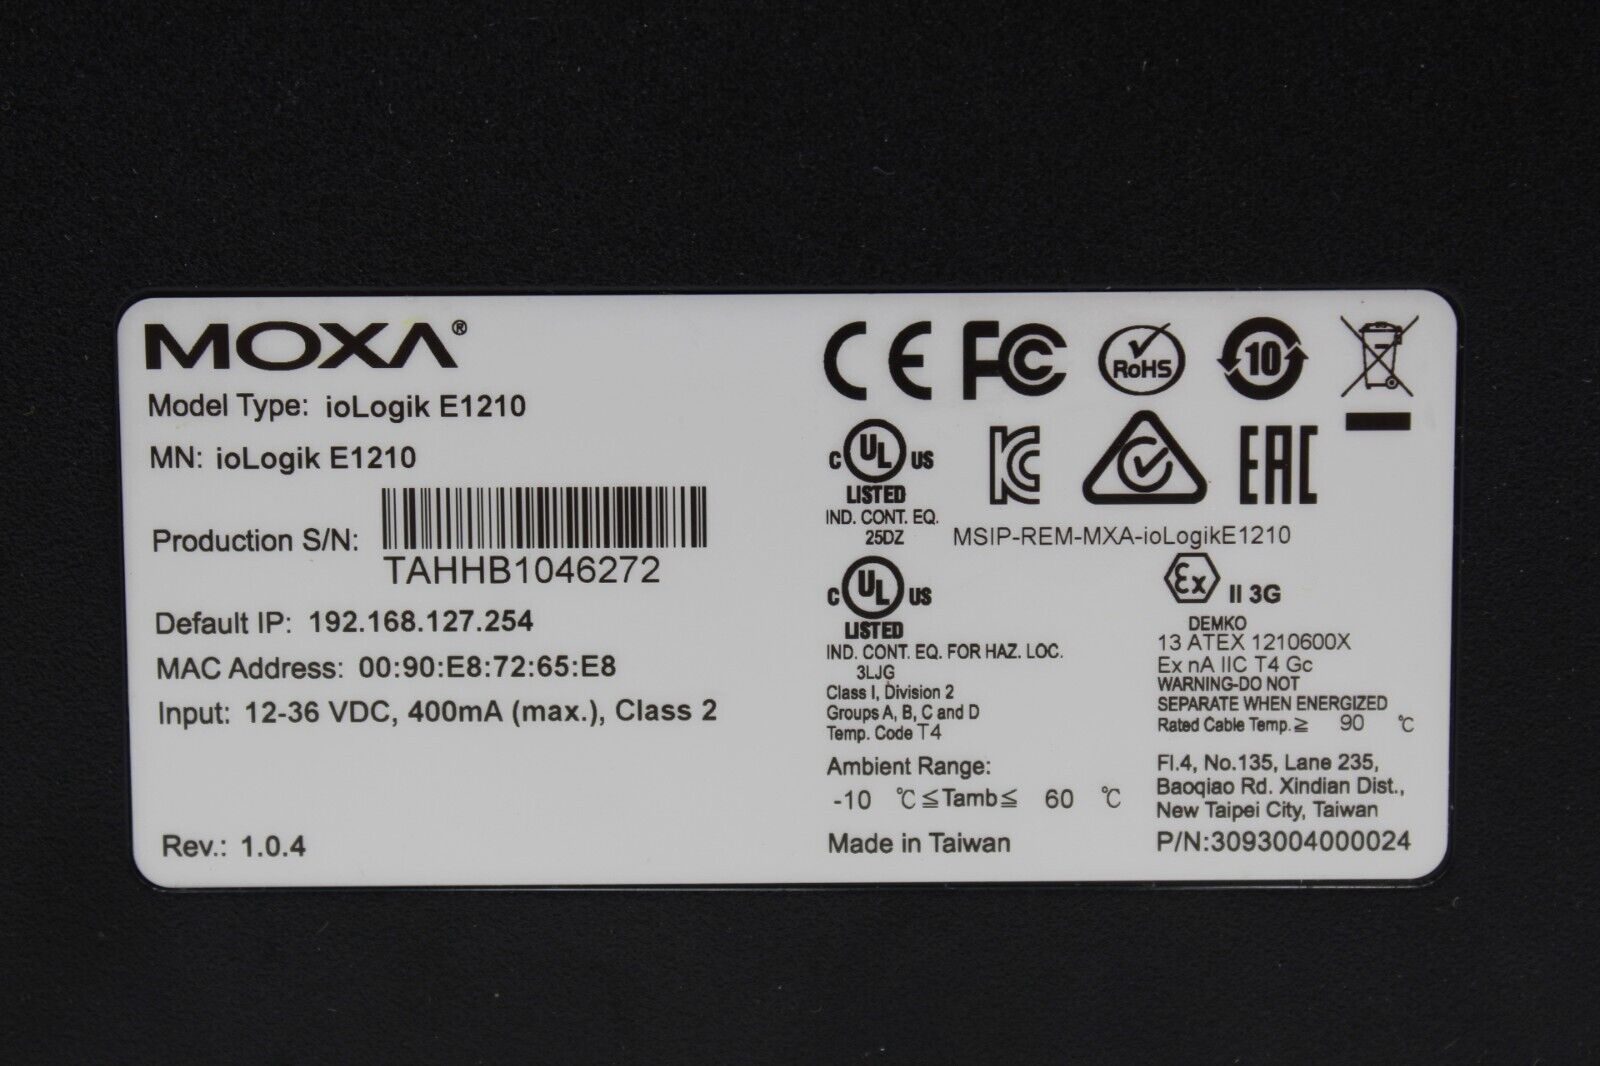 MOXA®
Model Type: ioLogik E1210
MN: ioLogik E1210
Production S/N:
TAHHB1046272
Default IP: 192.168.127.254
MAC Address: 00:90:E8:72:65:E8
Input: 12-36 VDC, 400mA (max.), Class 2
Rev.: 1.0.4
CE FC RoHS 10
C UL US
LISTED
IND. CONT. EQ.
25DZ
KC
EAC
MSIP-REM-MXA-ioLogikE1210
C UL US
LISTED
IND. CONT. EQ. FOR HAZ. LOC.
3LJG
Class I, Division 2
Groups A, B, C and D
Temp. Code T4
Ambient Range:
-10 ℃≦Tamb≦ 60 ℃
Made in Taiwan
Ex II 3G
DEMKO
13 ATEX 1210600X
Ex nA IIC T4 Gc
WARNING-DO NOT
SEPARATE WHEN ENERGIZED
Rated Cable Temp.≧ 90 ℃
Fl.4, No.135, Lane 235,
Baoqiao Rd. Xindian Dist.,
New Taipei City, Taiwan
P/N:3093004000024